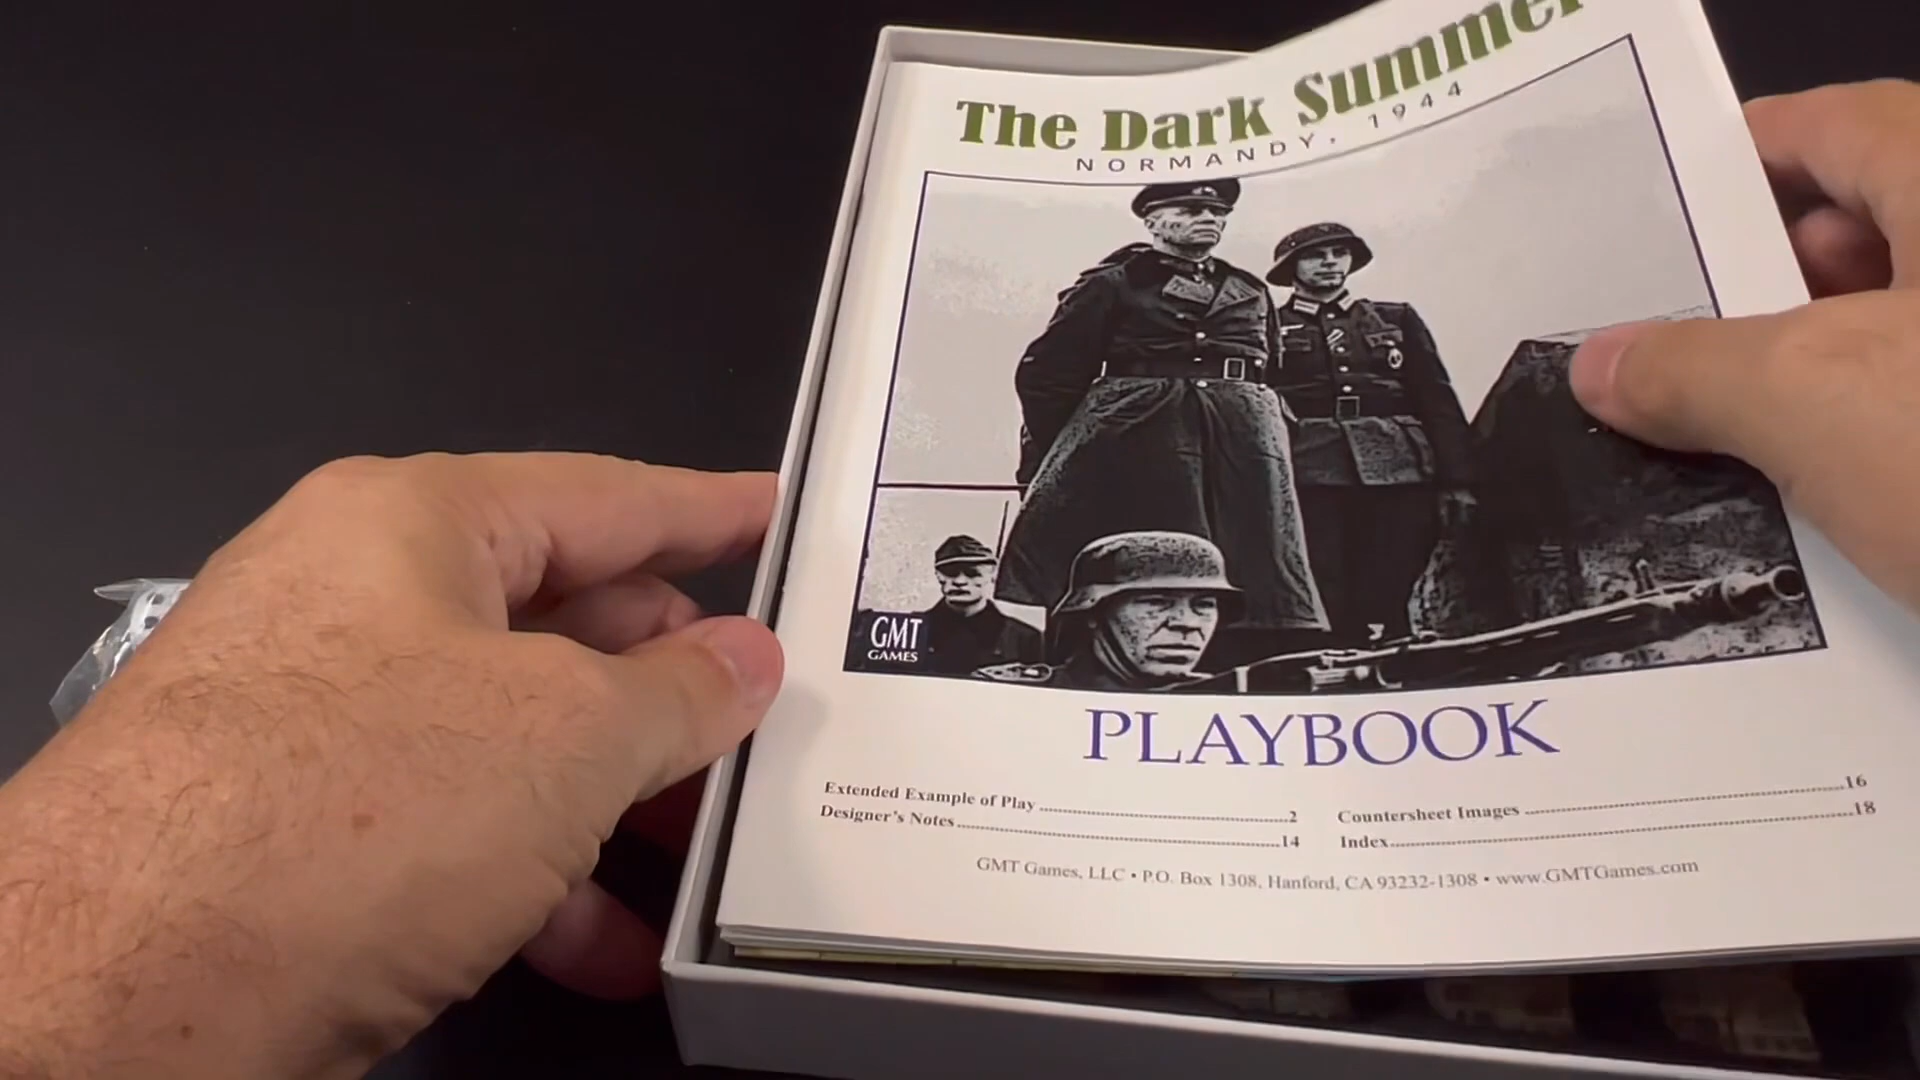 The Dark Summer
NORMANDY, 1944
GMT
GAMES
PLAYBOOK
Extended Example of Play ..........2
Designer's Notes ..........14
Countersheet Images ..........16
Index ..........18
GMT Games, LLC • P.O. Box 1308, Hanford, CA 93232-1308 • www.GMTGames.com